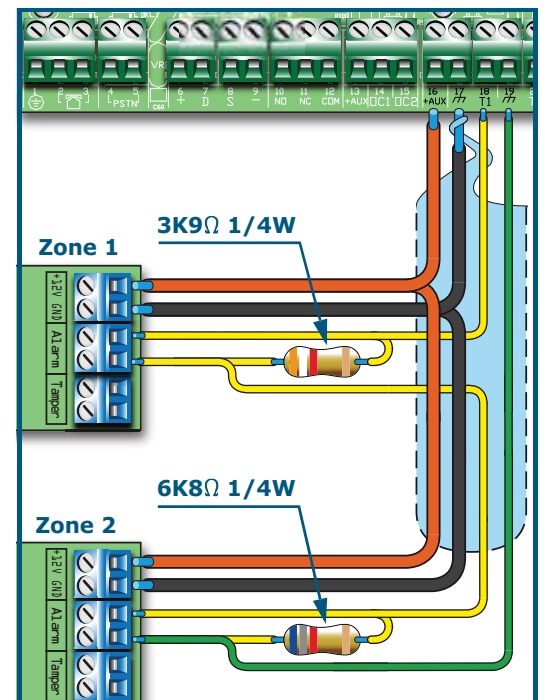 VR
C60
1 2 3 4 5 6 7 8 9 10 11 12 13 14 15 16 17 18 19
PSTN + D S - NO NC COM +AUX OC1 OC2 +AUX T1
3K9Ω 1/4W
Zone 1
+12V GND
Alarm
Tamper
6K8Ω 1/4W
Zone 2
+12V GND
Alarm
Tamper